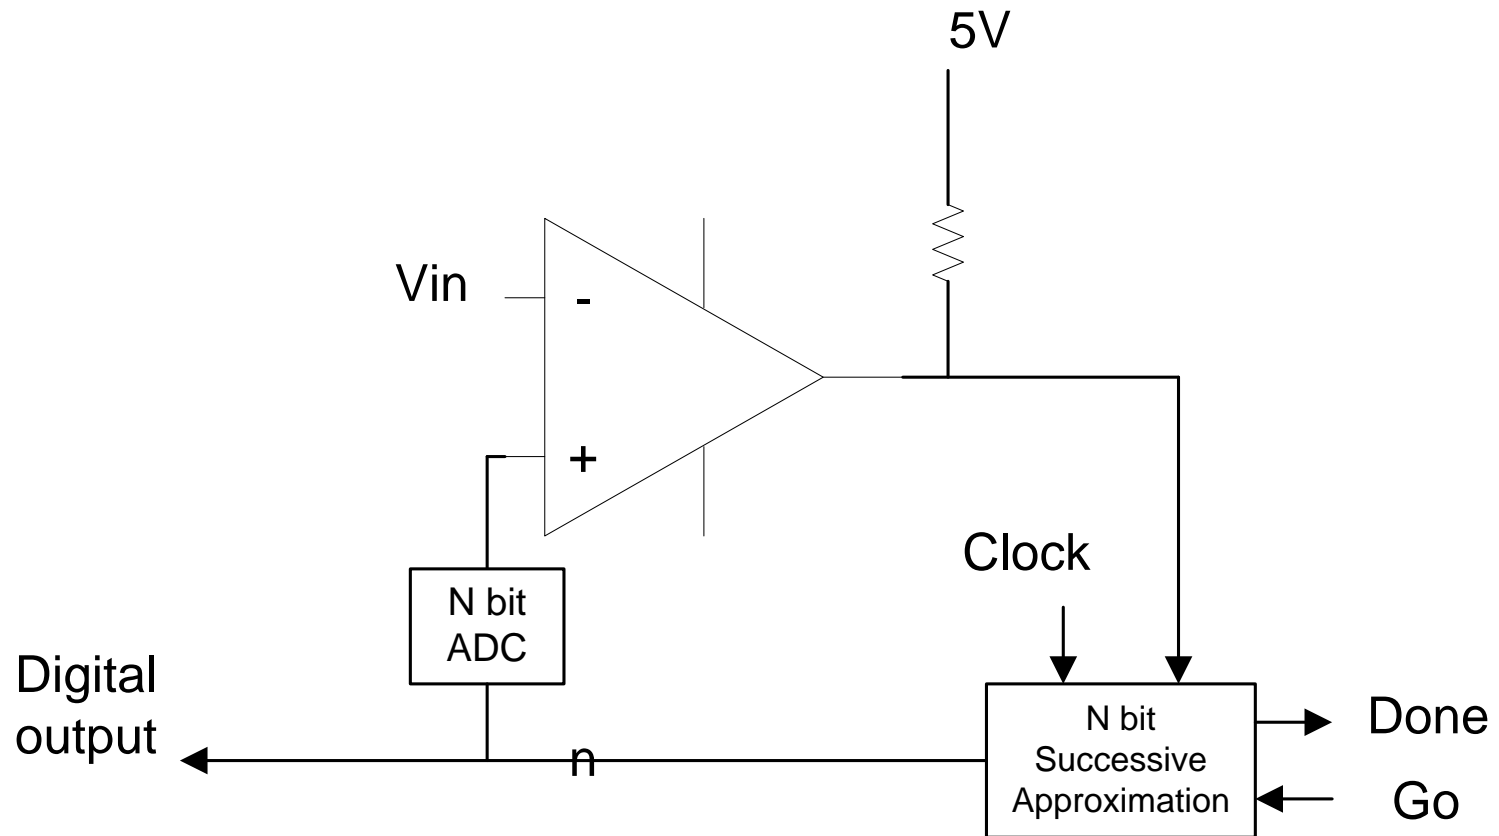 5V
Vin
-
+
Clock
N bit
ADC
Digital
output
n
N bit
Successive
Approximation
Done
Go